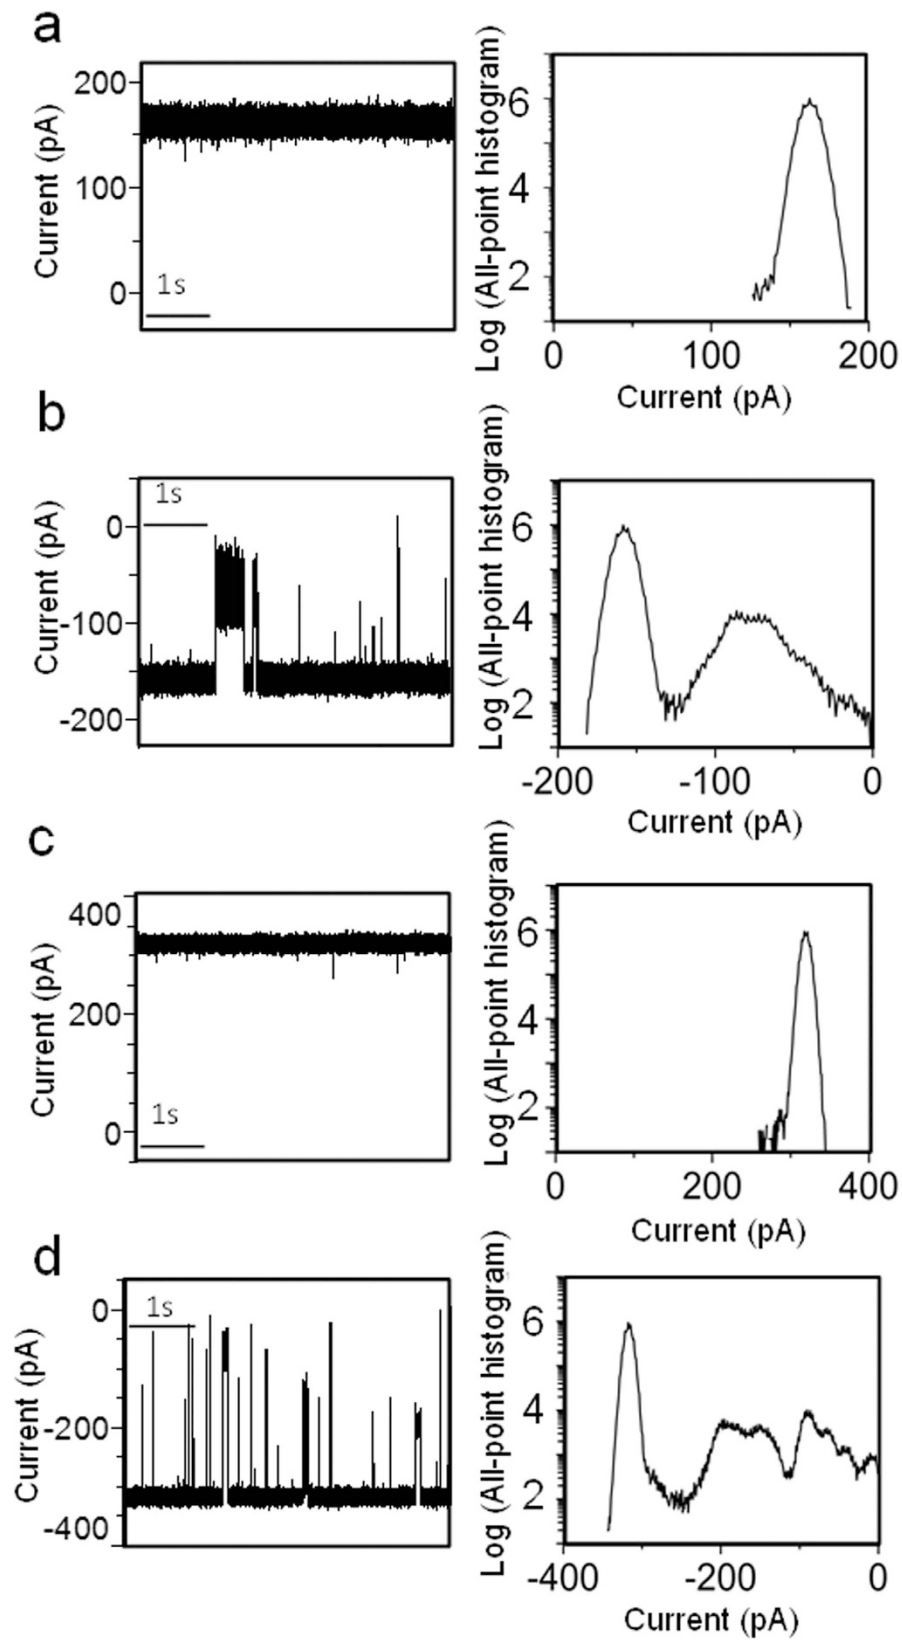 a
Current (pA)
200
100
0
1s
Log (All-point histogram)
6
4
2
0 100 200
Current (pA)
b
Current (pA)
0
-100
-200
1s
Log (All-point histogram)
6
4
2
-200 -100 0
Current (pA)
c
Current (pA)
400
200
0
1s
Log (All-point histogram)
6
4
2
0 200 400
Current (pA)
d
Current (pA)
0
-200
-400
1s
Log (All-point histogram)
6
4
2
-400 -200 0
Current (pA)